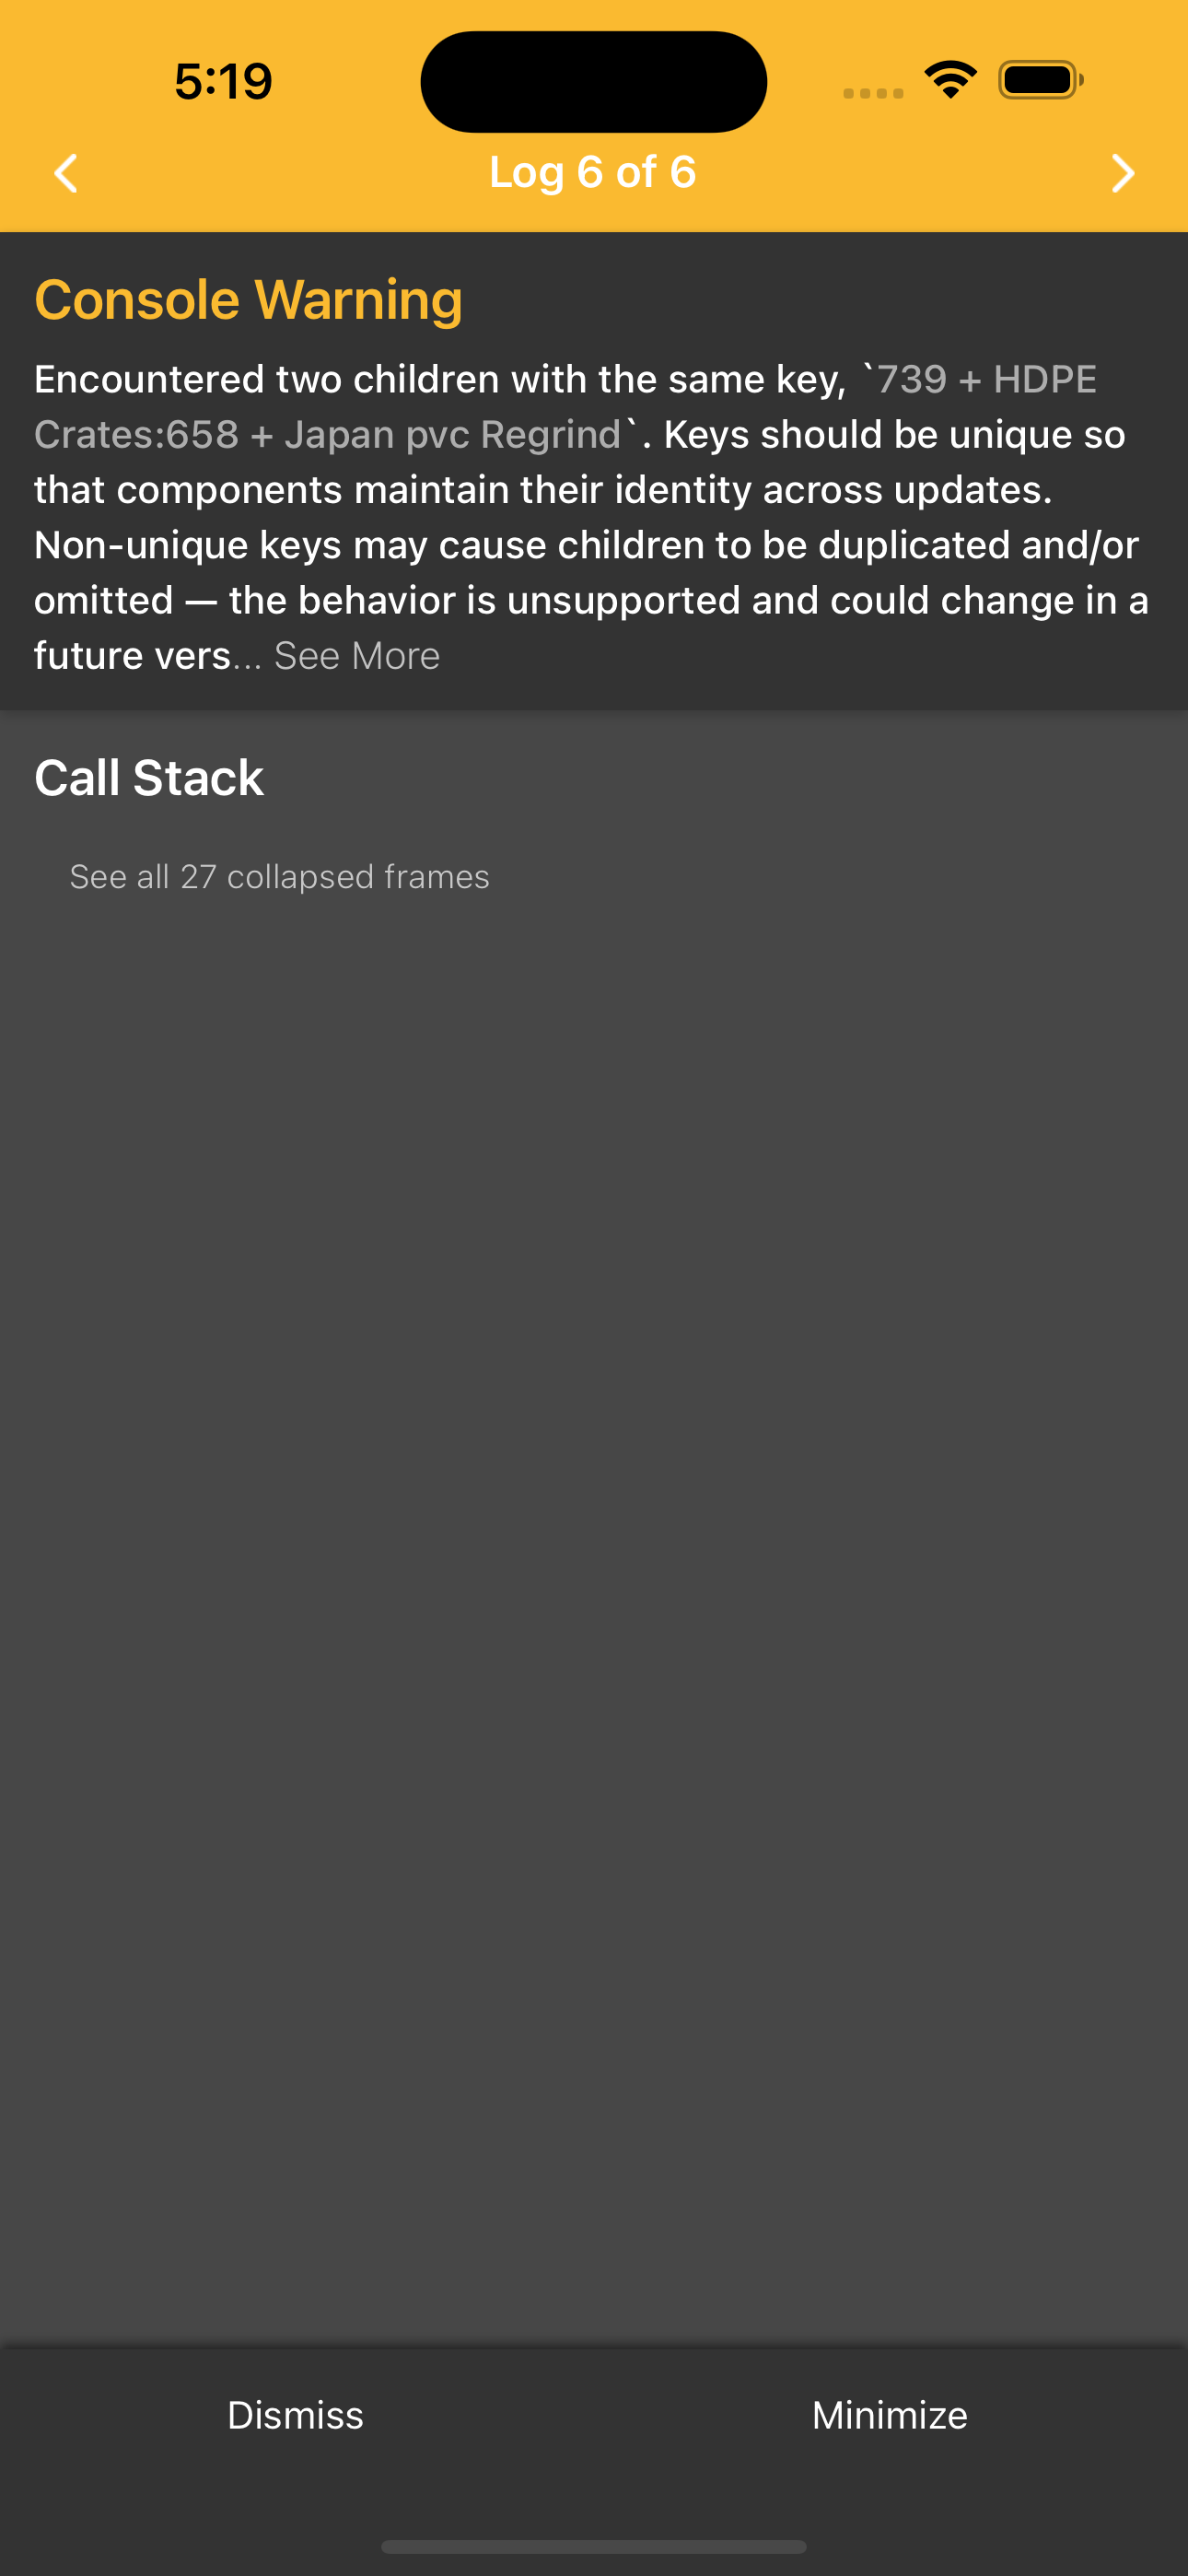 5:19
Log 6 of 6
Console Warning
Encountered two children with the same key, `739 + HDPE
Crates:658 + Japan pvc Regrind`. Keys should be unique so
that components maintain their identity across updates.
Non-unique keys may cause children to be duplicated and/or
omitted — the behavior is unsupported and could change in a
future vers... See More
Call Stack
See all 27 collapsed frames
Dismiss
Minimize